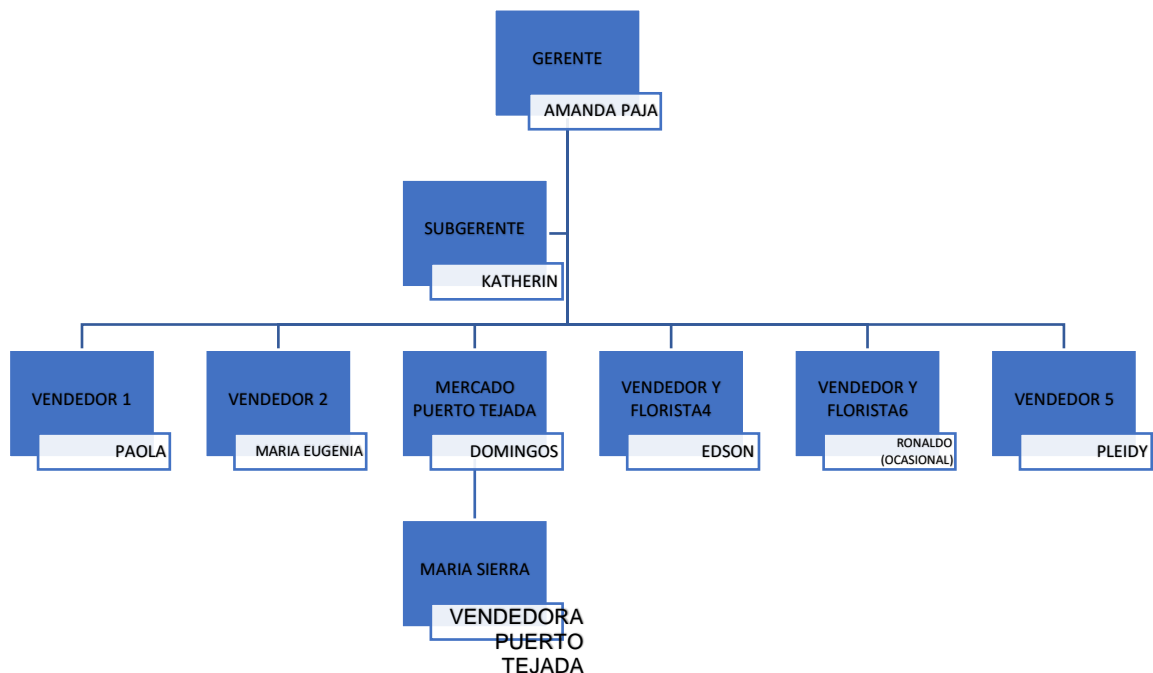 GERENTE
AMANDA PAJA
SUBGERENTE
KATHERIN
VENDEDOR 1
PAOLA
VENDEDOR 2
MARIA EUGENIA
MERCADO
PUERTO TEJADA
DOMINGOS
VENDEDOR Y
FLORISTA4
EDSON
VENDEDOR Y
FLORISTA6
RONALDO
(OCASIONAL)
VENDEDOR 5
PLEIDY
MARIA SIERRA
VENDEDORA
PUERTO
TEJADA